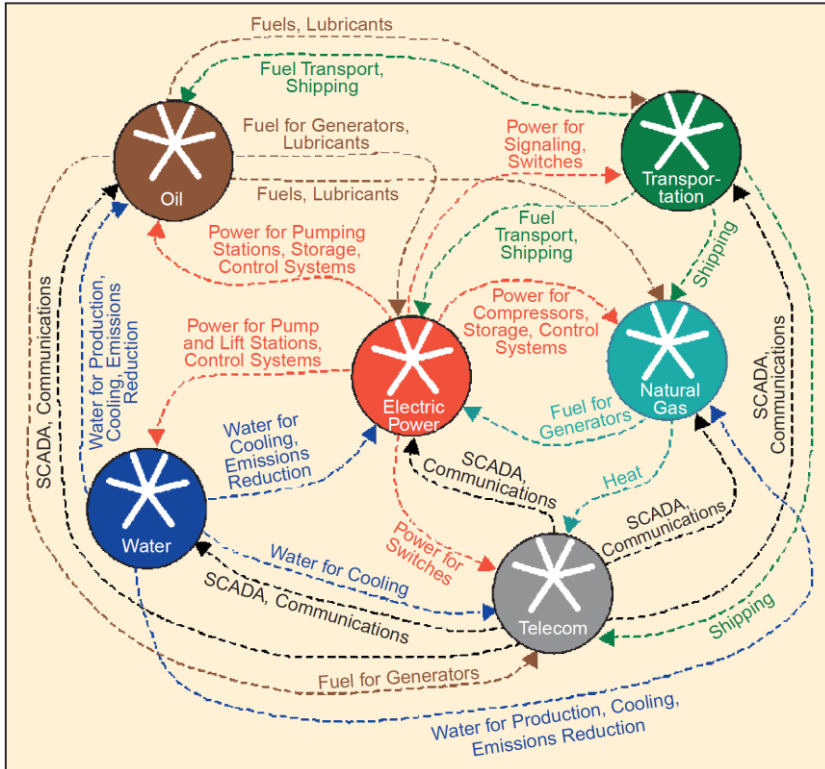 Fuels, Lubricants
Fuel Transport,
Shipping
Fuel for Generators,
Lubricants
Power for
Signaling,
Switches
Oil
Transpor-
tation
Fuels, Lubricants
Fuel
Transport,
Shipping
Shipping
Power for Pumping
Stations, Storage,
Control Systems
Power for
Compressors,
Storage, Control
Systems
Water for Production,
Cooling, Emissions
Reduction
SCADA, Communications
Power for Pump
and Lift Stations,
Control Systems
Electric
Power
Natural
Gas
SCADA,
Communications
Water for
Cooling,
Emissions
Reduction
Fuel for
Generators
SCADA,
Communications
Heat
SCADA,
Communications
Water
Water for Cooling
Power for
Switches
SCADA, Communications
Telecom
Shipping
Fuel for Generators
Water for Production, Cooling,
Emissions Reduction